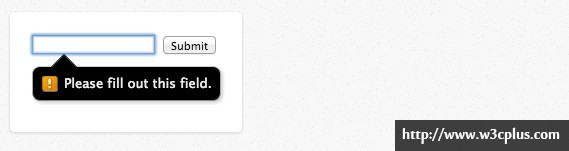 Submit
Please fill out this field.
http://www.w3cplus.com